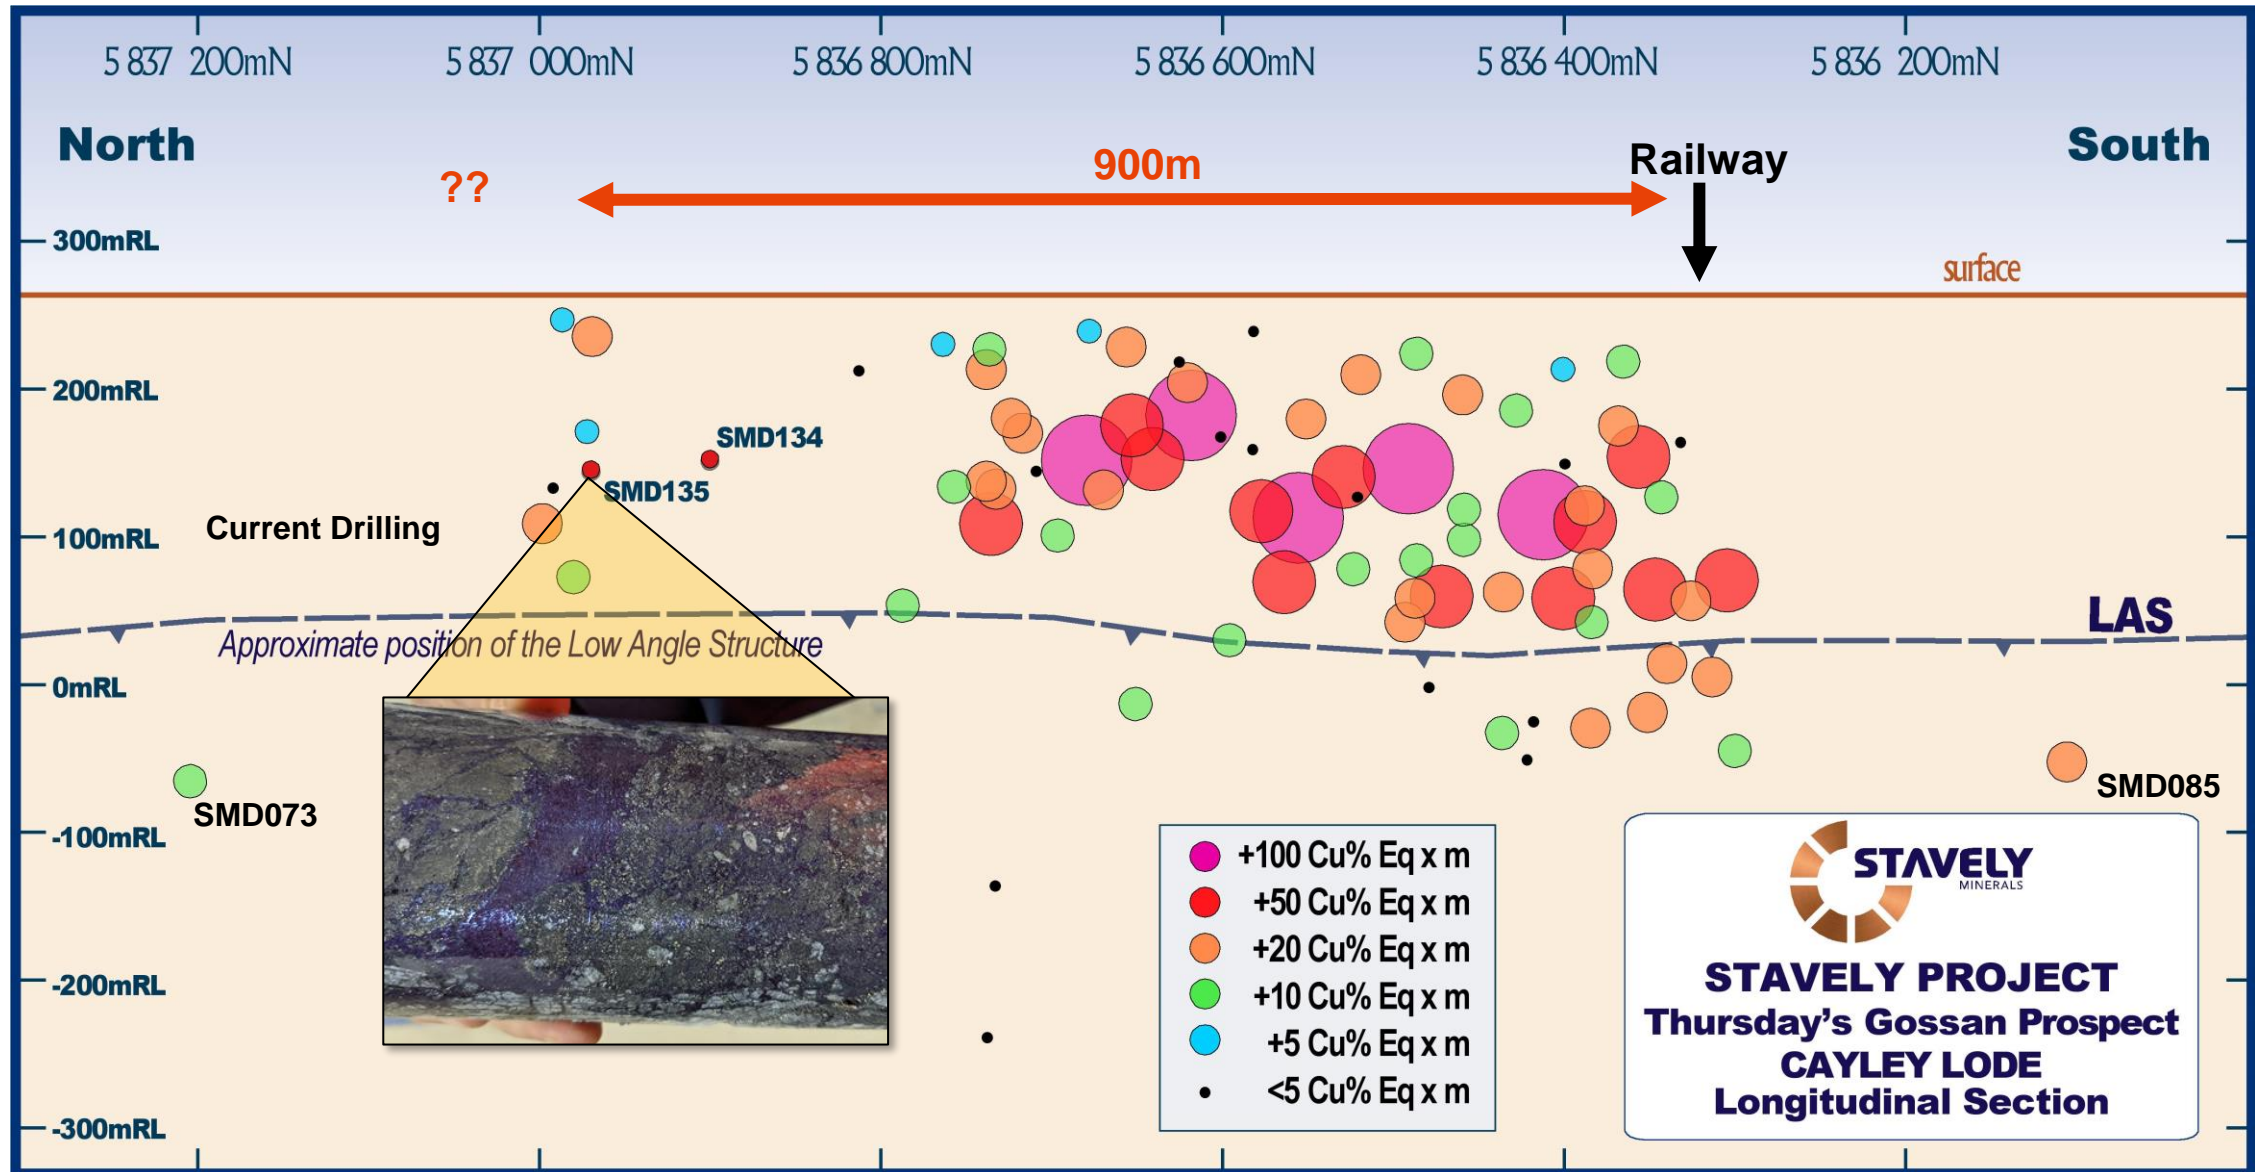 5 837 200mN
5 837 000mN
5 836 800mN
5 836 600mN
5 836 400mN
5 836 200mN
North
South
??
900m
Railway
300mRL
surface
200mRL
SMD134
SMD135
Current Drilling
100mRL
LAS
Approximate position of the Low Angle Structure
0mRL
SMD073
SMD085
-100mRL
-200mRL
-300mRL
+100 Cu% Eq x m
+50 Cu% Eq x m
+20 Cu% Eq x m
+10 Cu% Eq x m
+5 Cu% Eq x m
<5 Cu% Eq x m
STAVELY
MINERALS
STAVELY PROJECT
Thursday's Gossan Prospect
CAYLEY LODE
Longitudinal Section